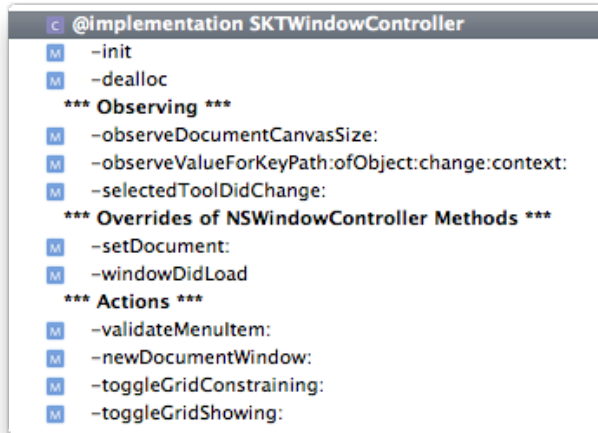 C @implementation SKTWindowController
M -init
M -dealloc
*** Observing ***
M -observeDocumentCanvasSize:
M -observeValueForKeyPath:ofObject:change:context:
M -selectedToolDidChange:
*** Overrides of NSWindowController Methods ***
M -setDocument:
M -windowDidLoad
*** Actions ***
M -validateMenuItem:
M -newDocumentWindow:
M -toggleGridConstraining:
M -toggleGridShowing: